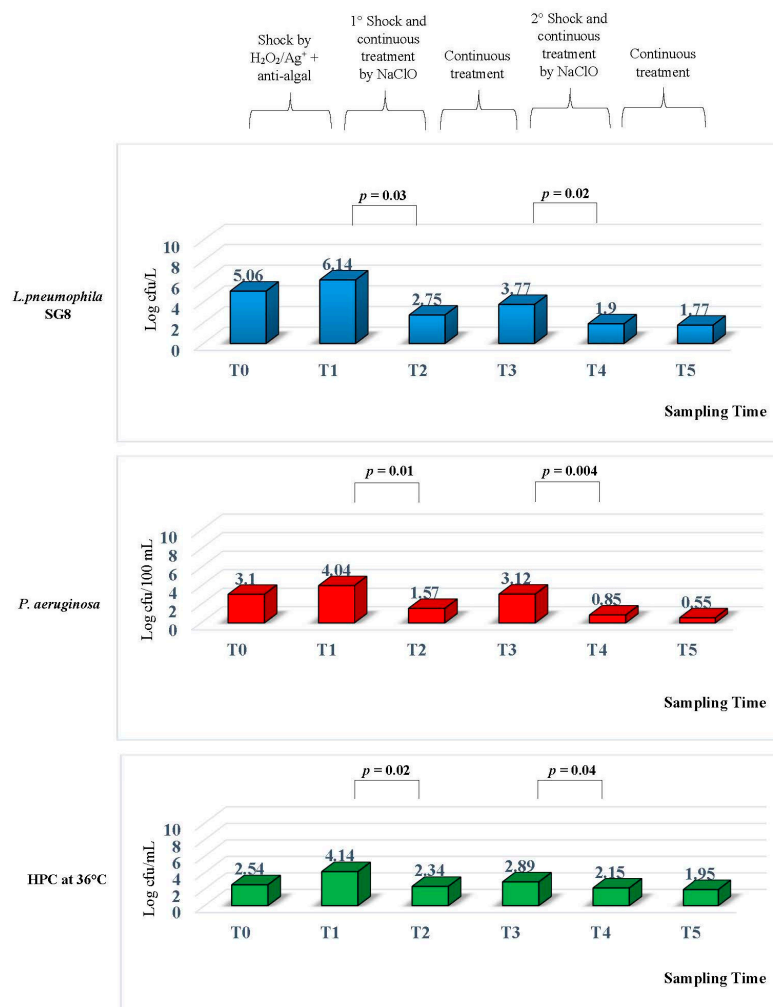 Shock by
H₂O₂/Ag⁺ +
anti-algal
1° Shock and
continuous
treatment
by NaClO
Continuous
treatment
2° Shock and
continuous
treatment
by NaClO
Continuous
treatment
p = 0.03
p = 0.02
L.pneumophila
SG8
Log cfu/L
10
8
6
4
2
0
5.06
6.14
2.75
3.77
1.9
1.77
T0 T1 T2 T3 T4 T5
Sampling Time
p = 0.01
p = 0.004
P. aeruginosa
Log cfu/100 mL
10
8
6
4
2
0
3.1
4.04
1.57
3.12
0.85
0.55
T0 T1 T2 T3 T4 T5
Sampling Time
p = 0.02
p = 0.04
HPC at 36°C
Log cfu/mL
10
8
6
4
2
0
2.54
4.14
2.34
2.89
2.15
1.95
T0 T1 T2 T3 T4 T5
Sampling Time